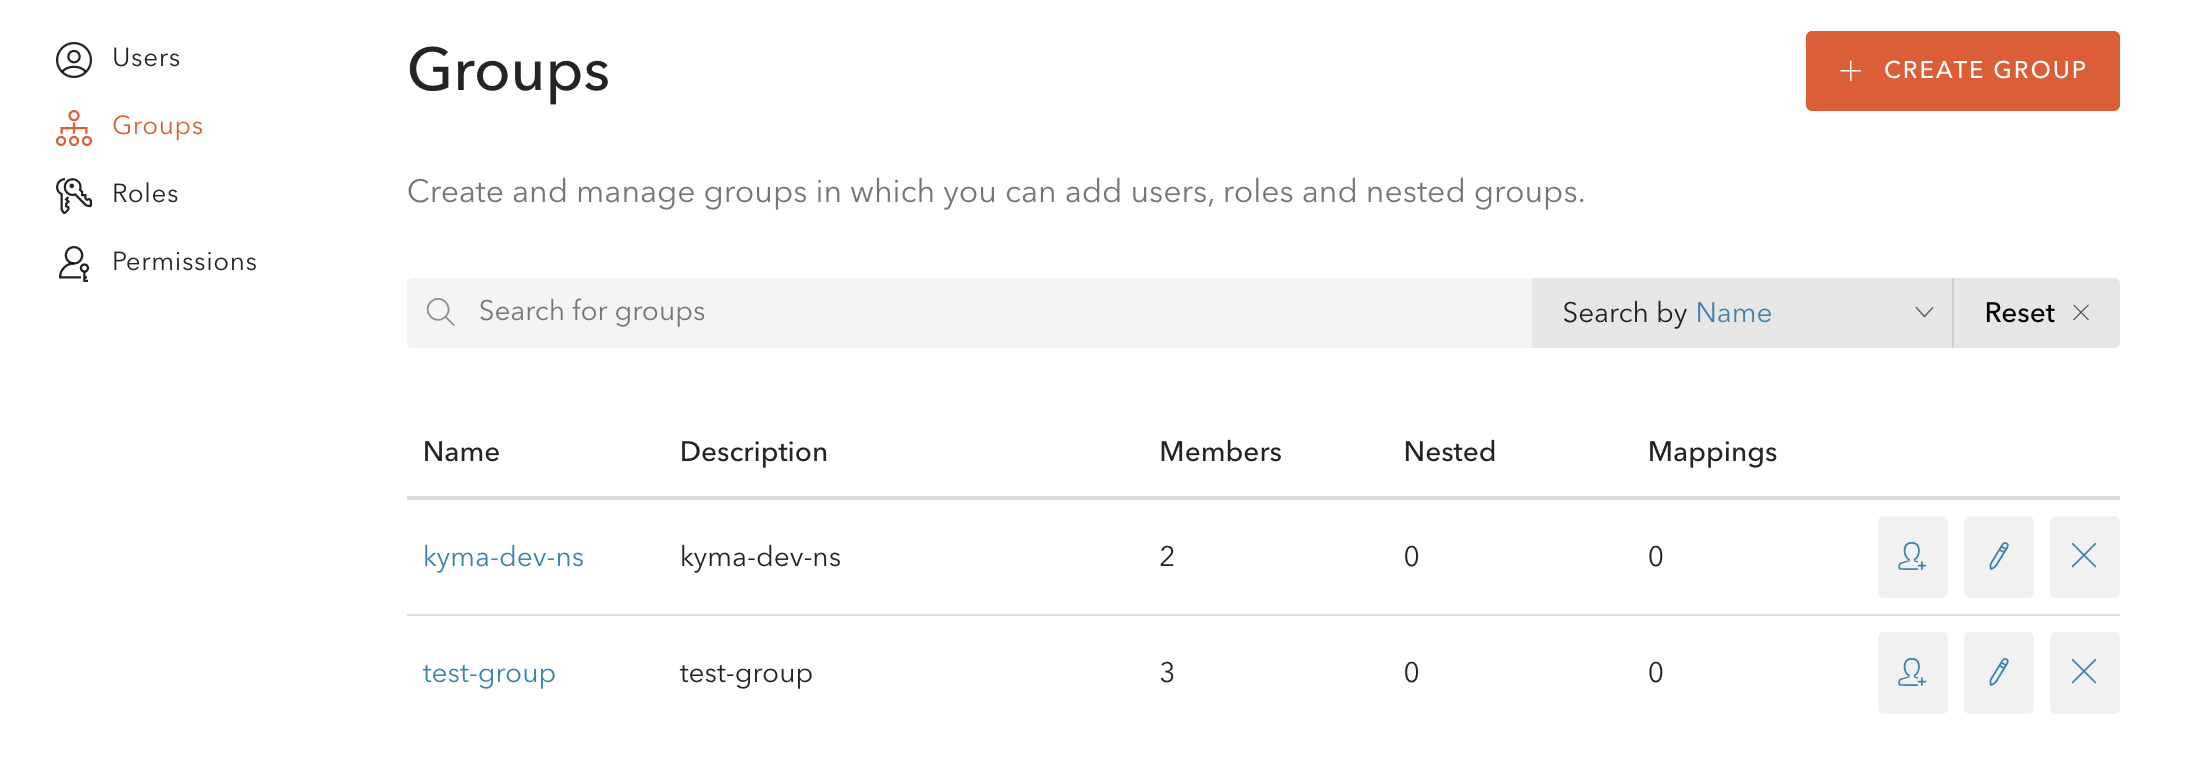 Users
Groups
Roles
Permissions
Groups
CREATE GROUP
Create and manage groups in which you can add users, roles and nested groups.
Search for groups
Search by Name
Reset
Name Description Members Nested Mappings
kyma-dev-ns kyma-dev-ns 2 0 0
test-group test-group 3 0 0